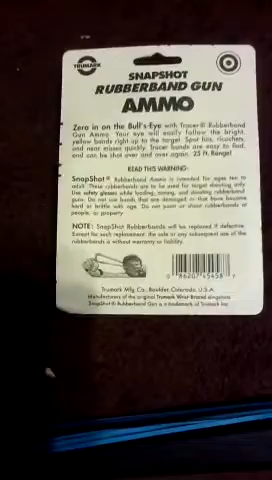 TRUMARK
SNAPSHOT
RUBBERBAND GUN
AMMO
Zero in on the Bull's-Eye with Tracer® Rubberband
Gun Ammo. Your eye will easily follow the bright
yellow bands right up to the target. Spot hits, ricochets,
and near misses quickly. Tracer bands are easy to find,
and can be shot over and over again. 25 Ft. Range!
READ THIS WARNING:
SnapShot® Rubberband Ammo is intended for ages ten to
adult. These rubberbands are to be used for target shooting only.
Use safety glasses while loading, aiming, and shooting rubberband
guns. Do not use bands that are damaged or that have become
hard or brittle with age. Do not point or shoot rubberbands at
people, or property.
NOTE: SnapShot Rubberbands will be replaced if defective.
Except for such replacement, the sale or any subsequent use of the
rubberbands is without warranty or liability.
Trumark Mfg. Co., Boulder, Colorado, U.S.A.
Manufacturers of the original Trumark Wrist-Braced slingshots
SnapShot® Rubberband Gun is a trademark of Trumark Inc.